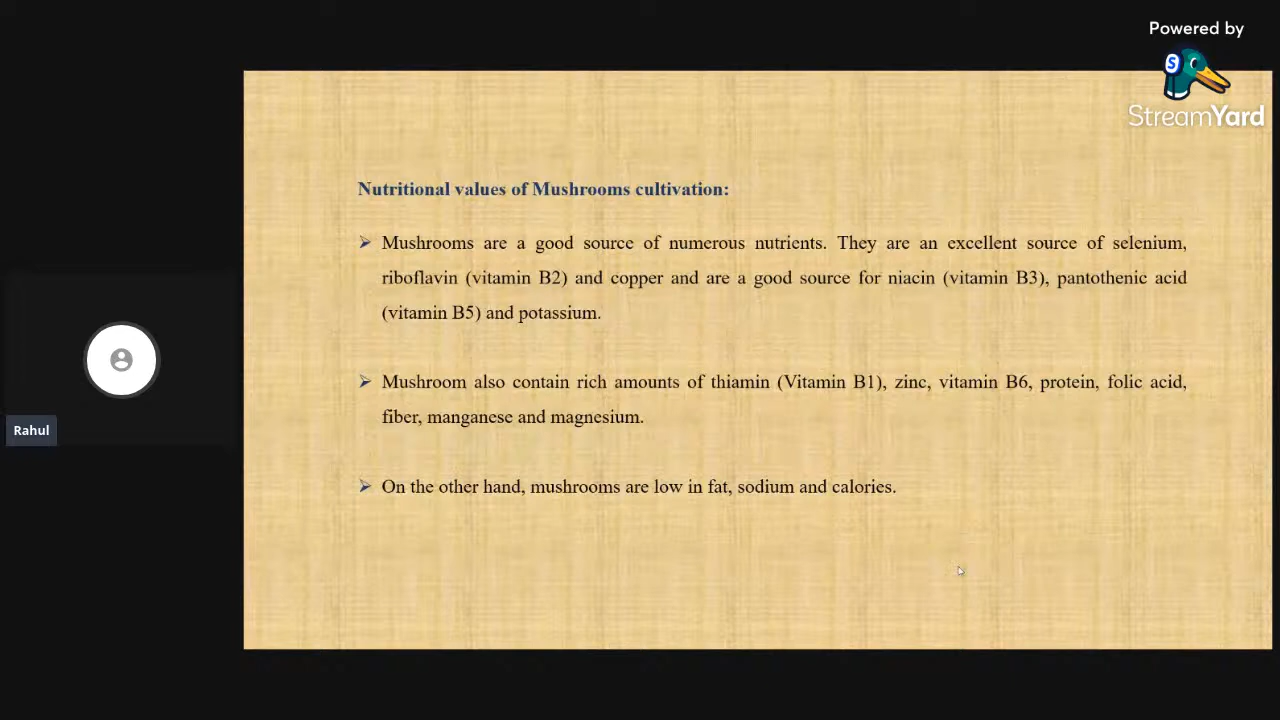 Powered by
S
StreamYard
Nutritional values of Mushrooms cultivation:
Mushrooms are a good source of numerous nutrients. They are an excellent source of selenium,
riboflavin (vitamin B2) and copper and are a good source for niacin (vitamin B3), pantothenic acid
(vitamin B5) and potassium.
Mushroom also contain rich amounts of thiamin (Vitamin B1), zinc, vitamin B6, protein, folic acid,
fiber, manganese and magnesium.
On the other hand, mushrooms are low in fat, sodium and calories.
Rahul